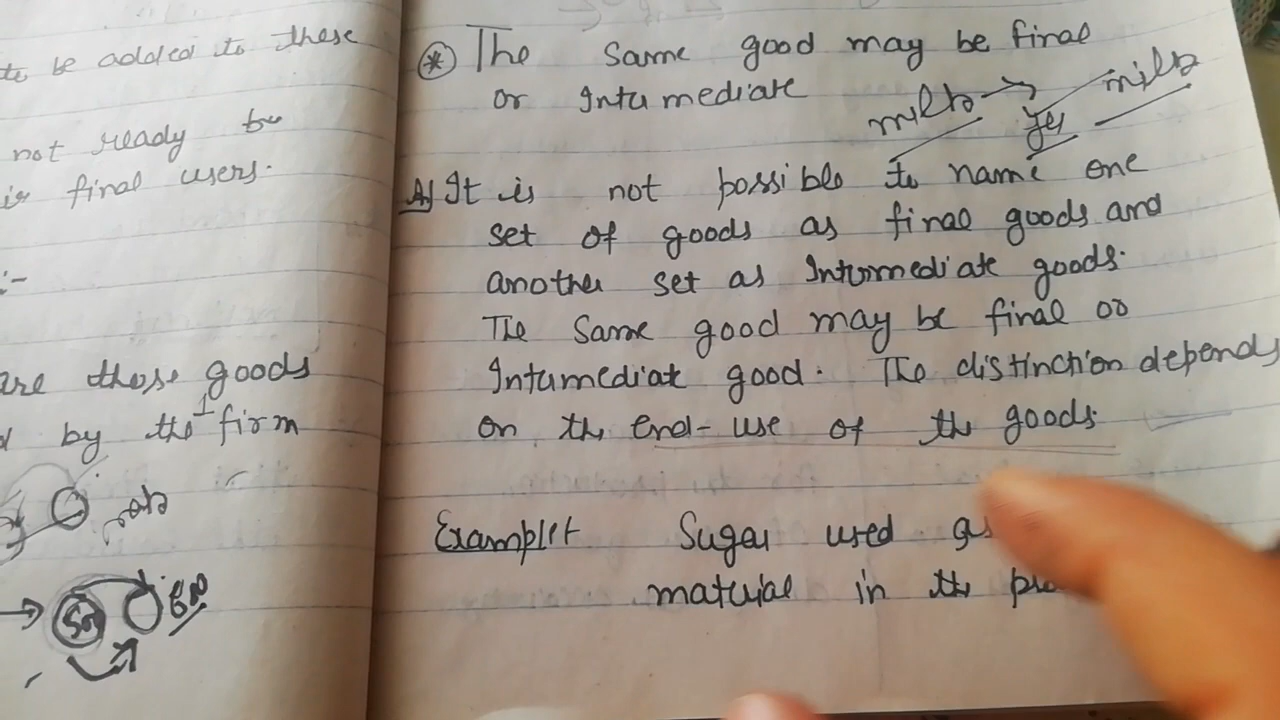 to be added to these
not ready
final users.
:-
are those goods
by the firm
The Same good may be final
or Intermediate
milk → milk
A) It is not possible to name one
set of goods as final goods and
another set as Intermediate goods.
The Same good may be final or
Intermediate good. The distinction depends
on the end-use of the goods.
Example:- Sugar used as
material in the